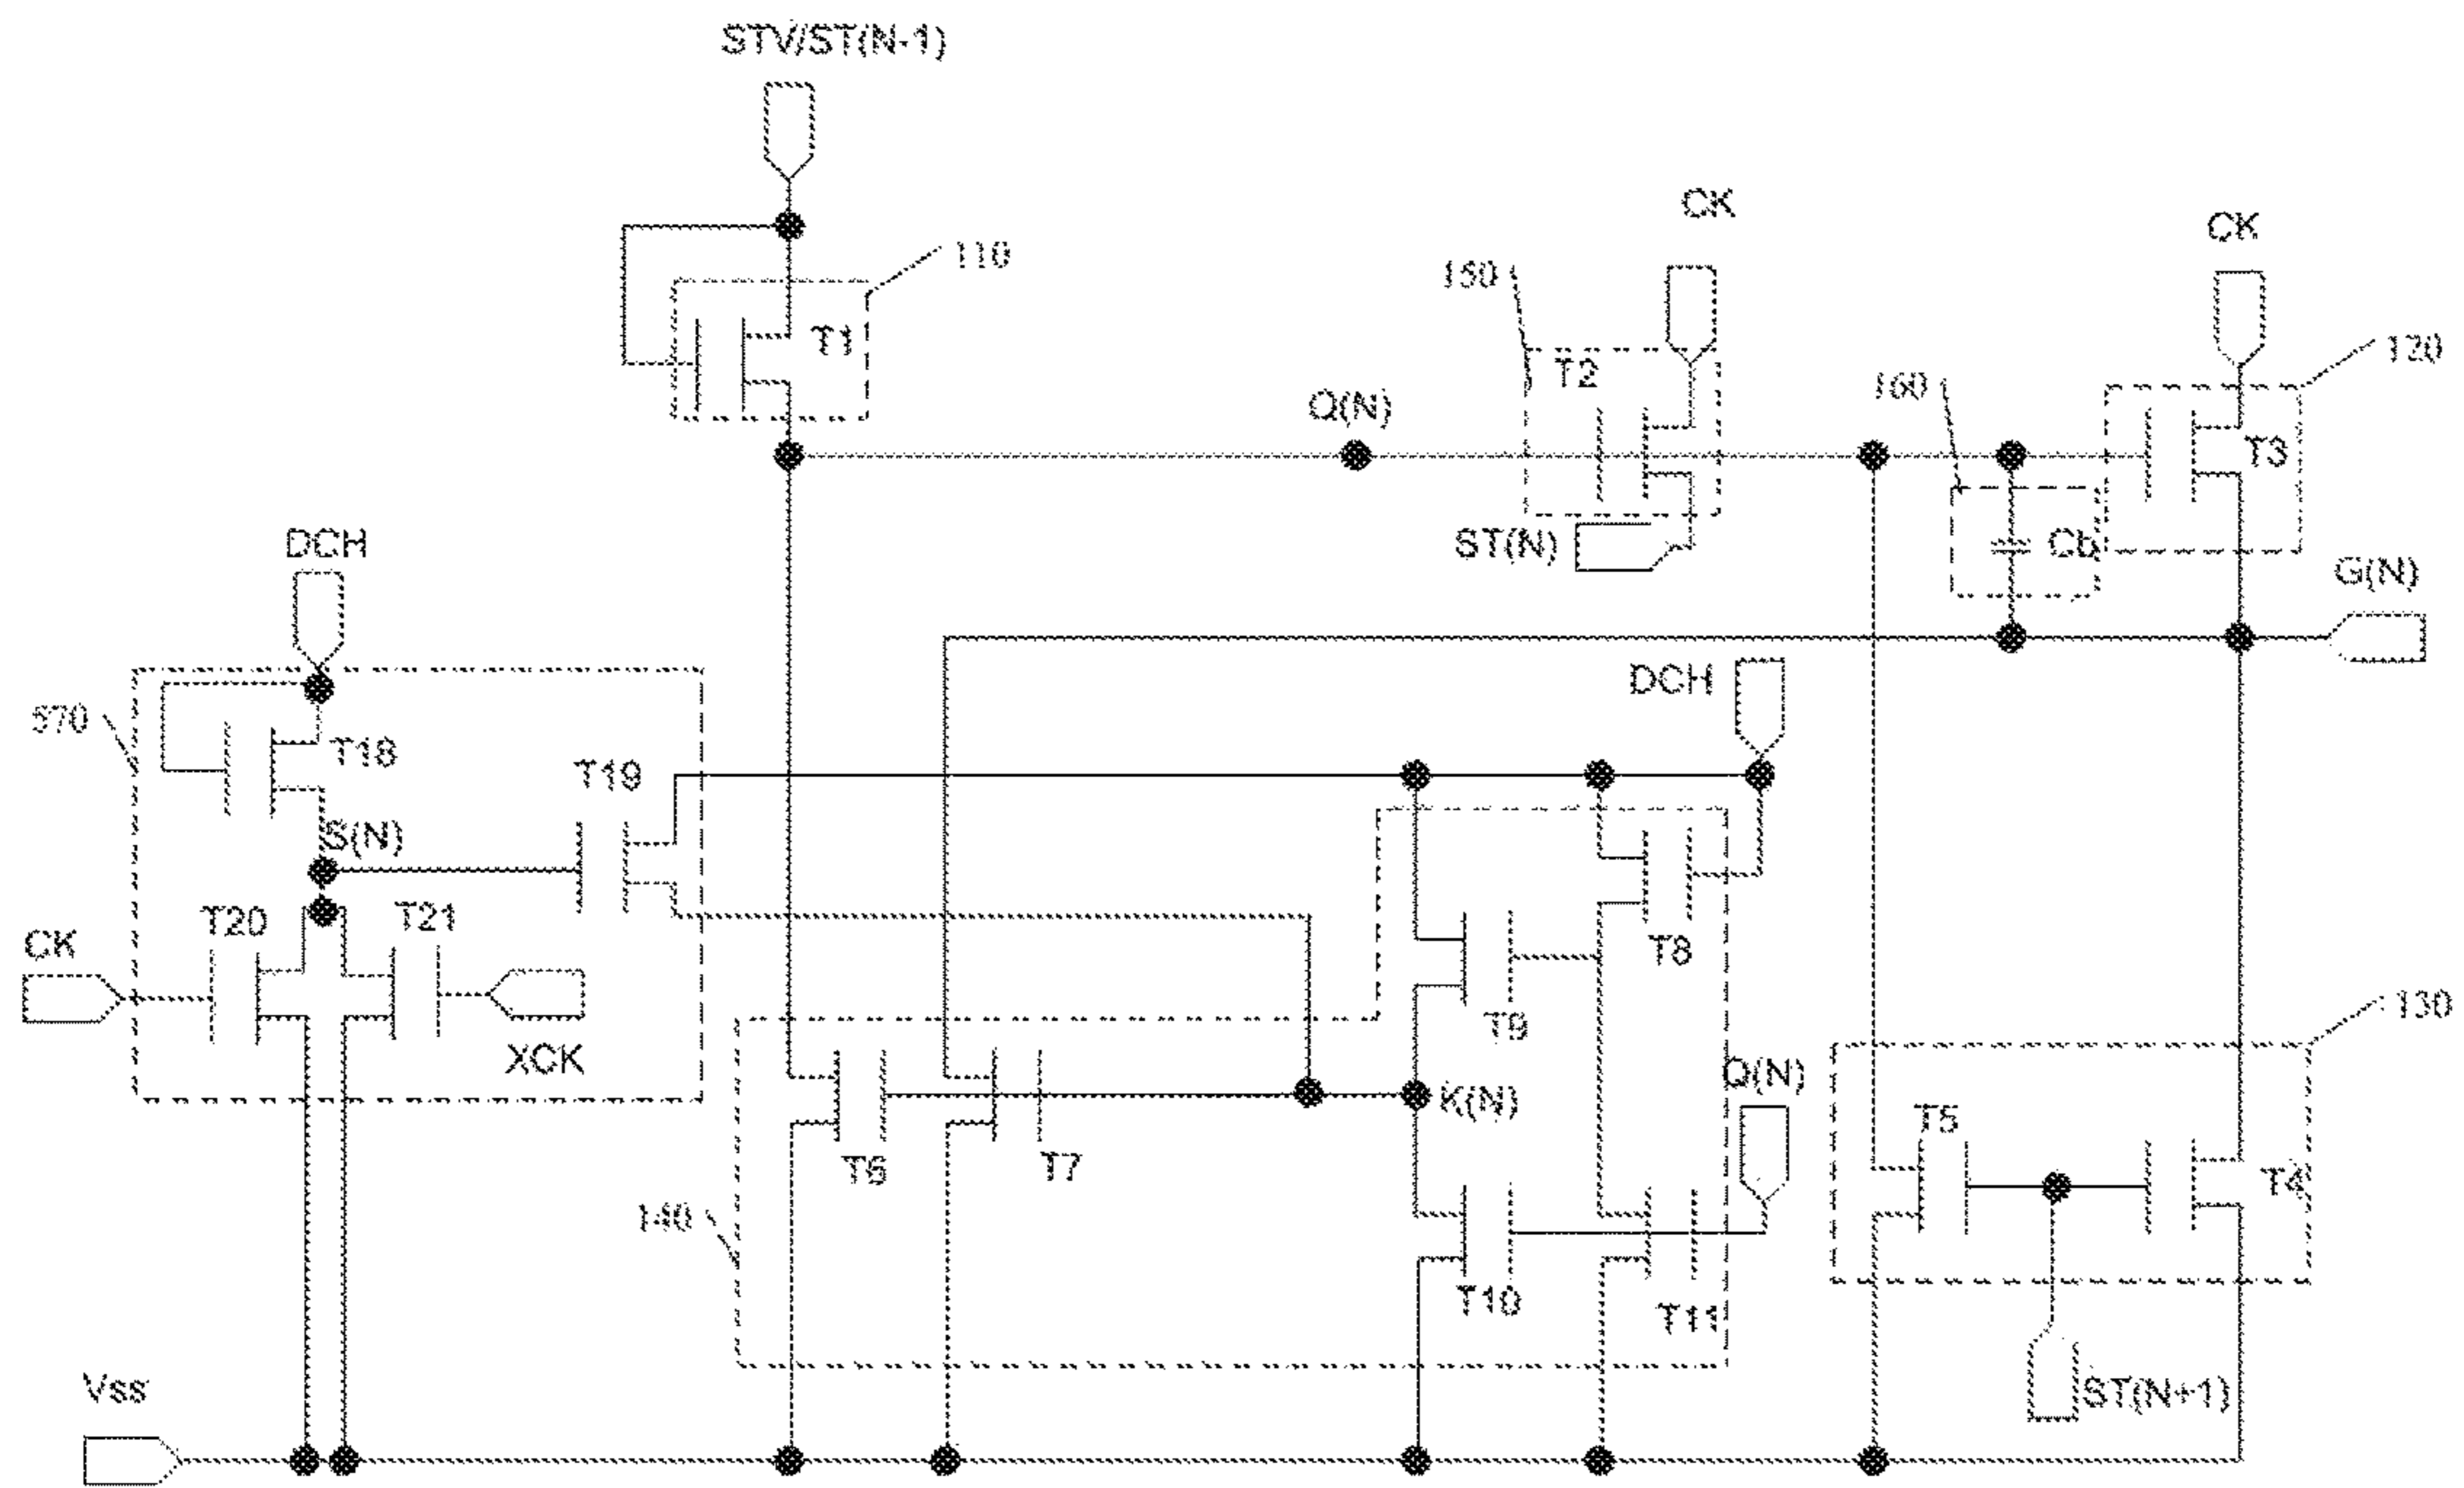 STV/ST(N-1)
110
T1
CK
150
T2
CK
120
Q(N)
160
T3
ST(N)
Cb
G(N)
DCH
570
T18
T19
DCH
S(N)
T20
T21
CK
XCK
T8
T9
130
K(N)
Q(N)
T5
T6
T7
T4
140
T10
T11
Vss
ST(N+1)